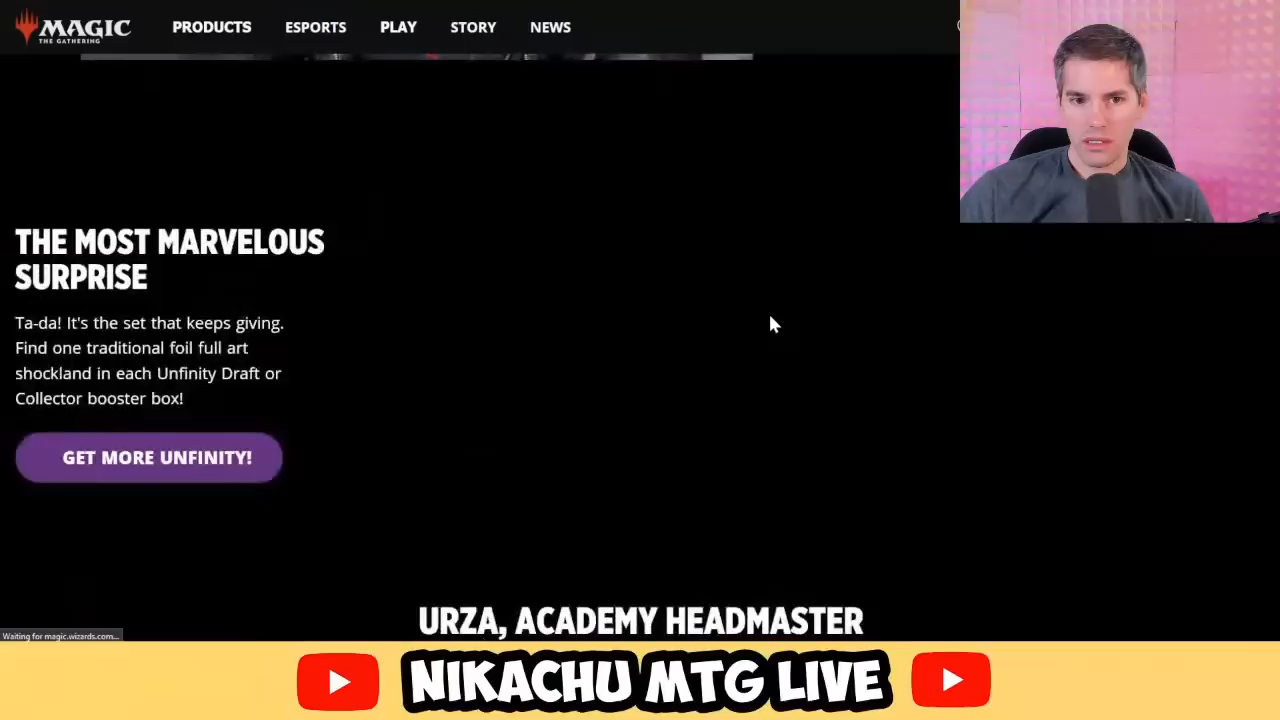 MAGIC
THE GATHERING
PRODUCTS ESPORTS PLAY STORY NEWS
THE MOST MARVELOUS
SURPRISE
Ta-da! It's the set that keeps giving.
Find one traditional foil full art
shockland in each Unfinity Draft or
Collector booster box!
GET MORE UNFINITY!
URZA, ACADEMY HEADMASTER
Waiting for magic.wizards.com...
NIKACHU MTG LIVE